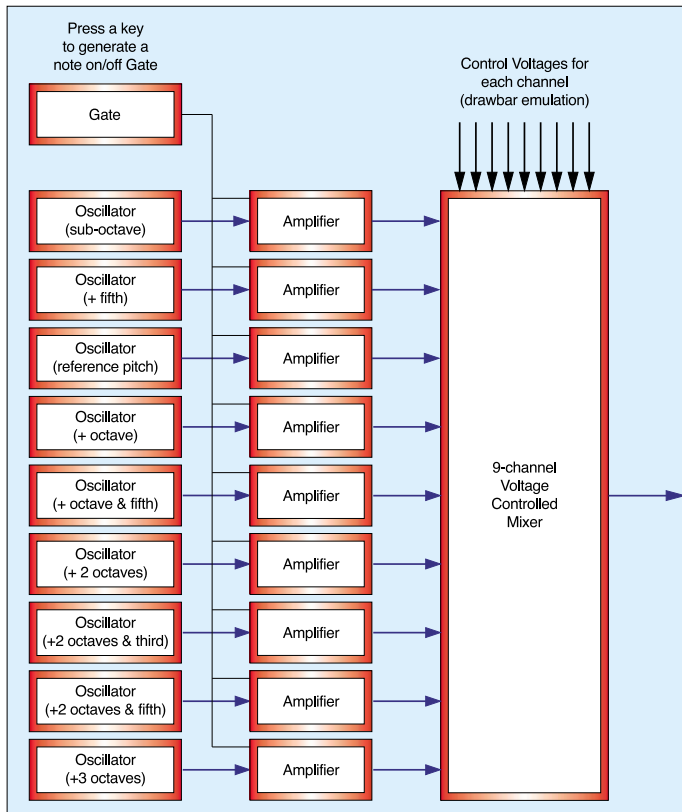 Press a key
to generate a
note on/off Gate
Control Voltages for
each channel
(drawbar emulation)
Gate
Oscillator
(sub-octave)
Amplifier
Oscillator
(+ fifth)
Amplifier
Oscillator
(reference pitch)
Amplifier
Oscillator
(+ octave)
Amplifier
Oscillator
(+ octave & fifth)
Amplifier
Oscillator
(+ 2 octaves)
Amplifier
Oscillator
(+2 octaves & third)
Amplifier
Oscillator
(+2 octaves & fifth)
Amplifier
Oscillator
(+3 octaves)
Amplifier
9-channel
Voltage
Controlled
Mixer